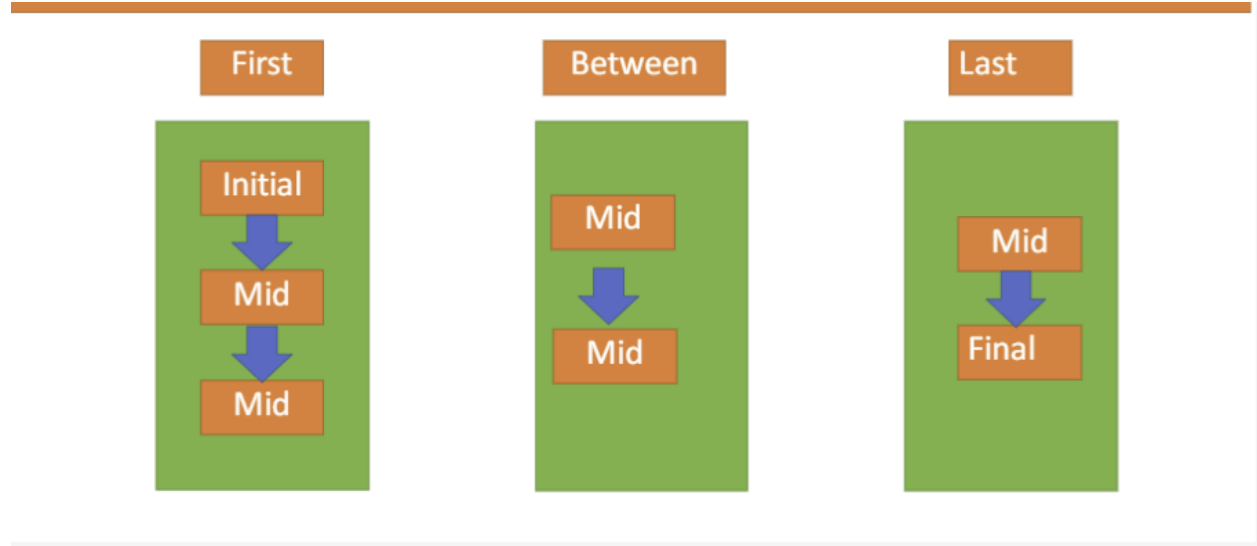 First
Between
Last
Initial
Mid
Mid
Mid
Mid
Mid
Final